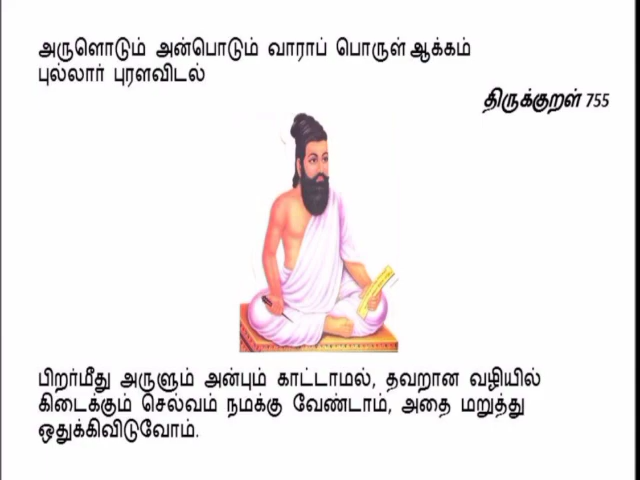 அருளொடும் அன்பொடும் வாராப் பொருள் ஆக்கம்
புல்லார் புரளவிடல்
திருக்குறள் 755
பிறர்மீது அருளும் அன்பும் காட்டாமல், தவறான வழியில்
கிடைக்கும் செல்வம் நமக்கு வேண்டாம், அதை மறுத்து
ஒதுக்கிவிடுவோம்.